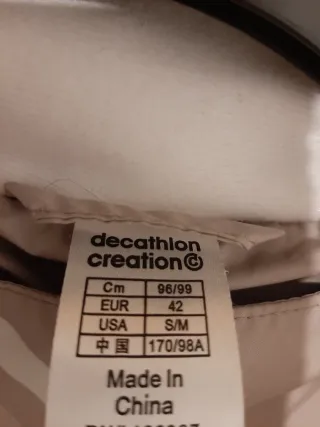 decathlon
creation©
Cm 96/99
EUR 42
USA S/M
中国 170/98A
Made In
China